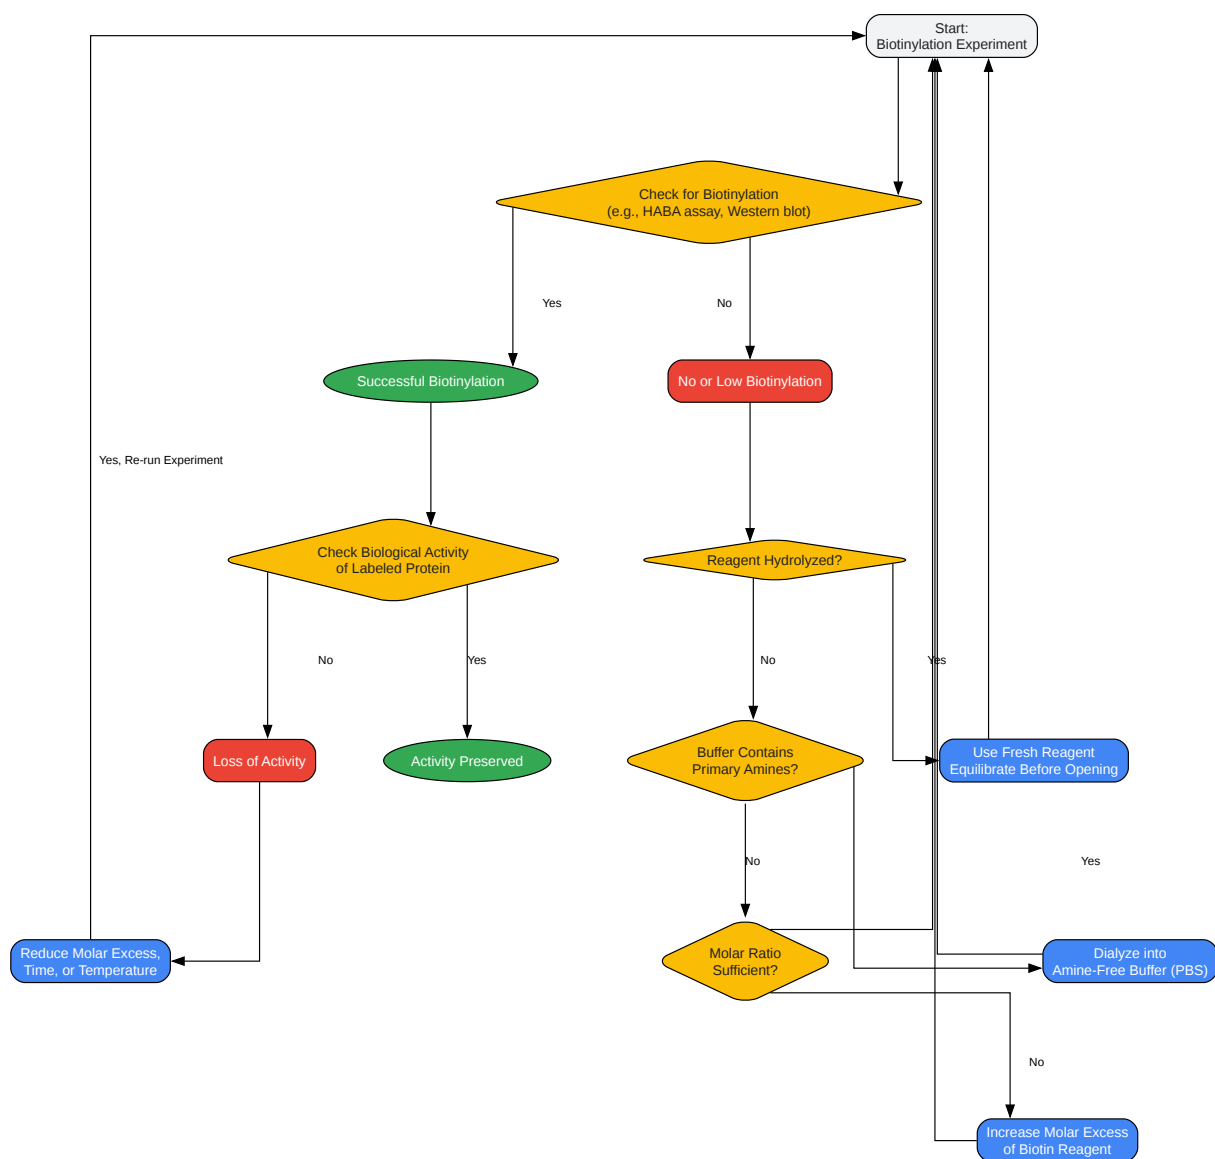 Start:
Biotinylation Experiment
Check for Biotinylation
(e.g., HABA assay, Western blot)
Yes
No
Successful Biotinylation
No or Low Biotinylation
Yes, Re-run Experiment
Check Biological Activity
of Labeled Protein
Reagent Hydrolyzed?
No
Yes
No
Yes
Loss of Activity
Activity Preserved
Buffer Contains
Primary Amines?
Use Fresh Reagent
Equilibrate Before Opening
No
Yes
Reduce Molar Excess,
Time, or Temperature
Molar Ratio
Sufficient?
Dialyze into
Amine-Free Buffer (PBS)
No
Increase Molar Excess
of Biotin Reagent